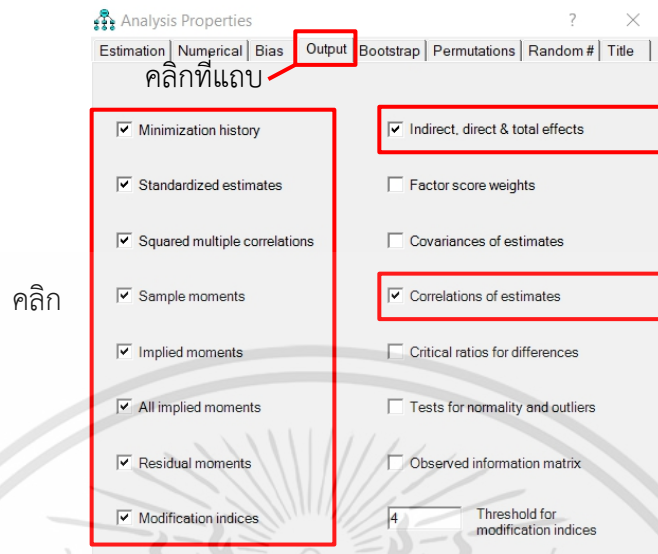 Analysis Properties ? ×
Estimation Numerical Bias Output Bootstrap Permutations Random # Title
คลิกที่แถบ
Minimization history
Indirect, direct & total effects
Standardized estimates
Factor score weights
Squared multiple correlations
Covariances of estimates
คลิก
Sample moments
Correlations of estimates
Implied moments
Critical ratios for differences
All implied moments
Tests for normality and outliers
Residual moments
Observed information matrix
Modification indices
4
Threshold for
modification indices